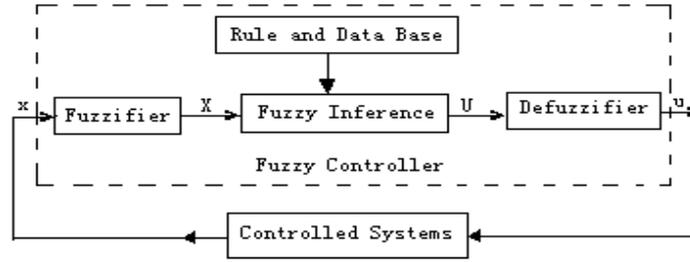 Rule and Data Base
x
Fuzzifier
X
Fuzzy Inference
U
Defuzzifier
u
Fuzzy Controller
Controlled Systems